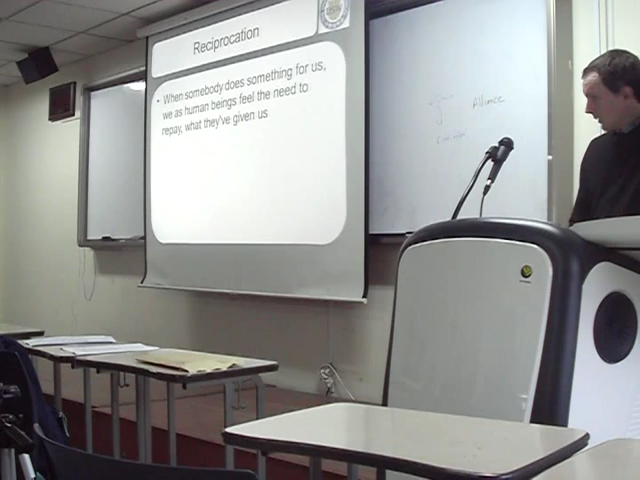 Reciprocation
• When somebody does something for us,
we as human beings feel the need to
repay, what they've given us
Alliance